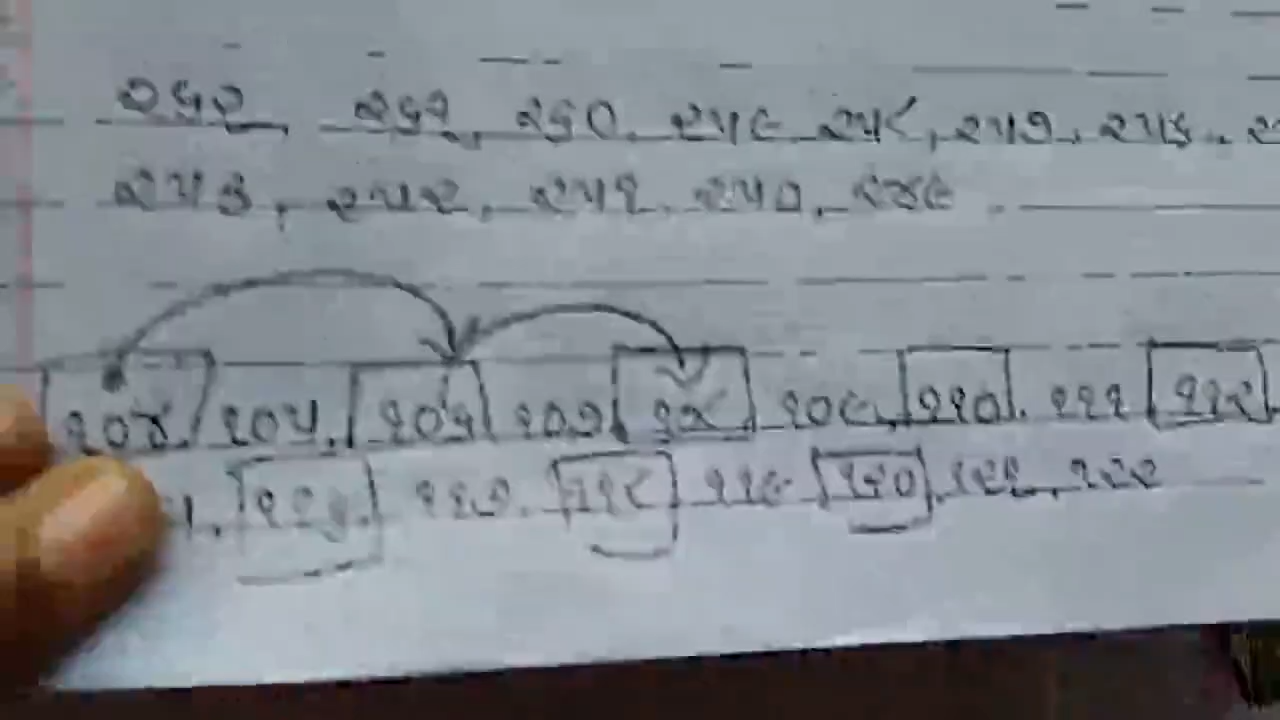 ૨૬૨, ૨૬૧, ૨૬૦, ૨૫૯ ૨૫૮, ૨૫૭, ૨૫૬,
૨૫૩, ૨૫૨, ૨૫૧, ૨૫૦, ૨૪૯.
૧૦૪, ૧૦૫, ૧૦૬ ૧૦૭ ૧૦૯, ૧૧૦, ૧૧૧ ૧૧૨,
૧૧૬, ૧૧૭, ૧૧૮ ૧૧૯ ૧૨૦, ૧૨૧, ૧૨૨